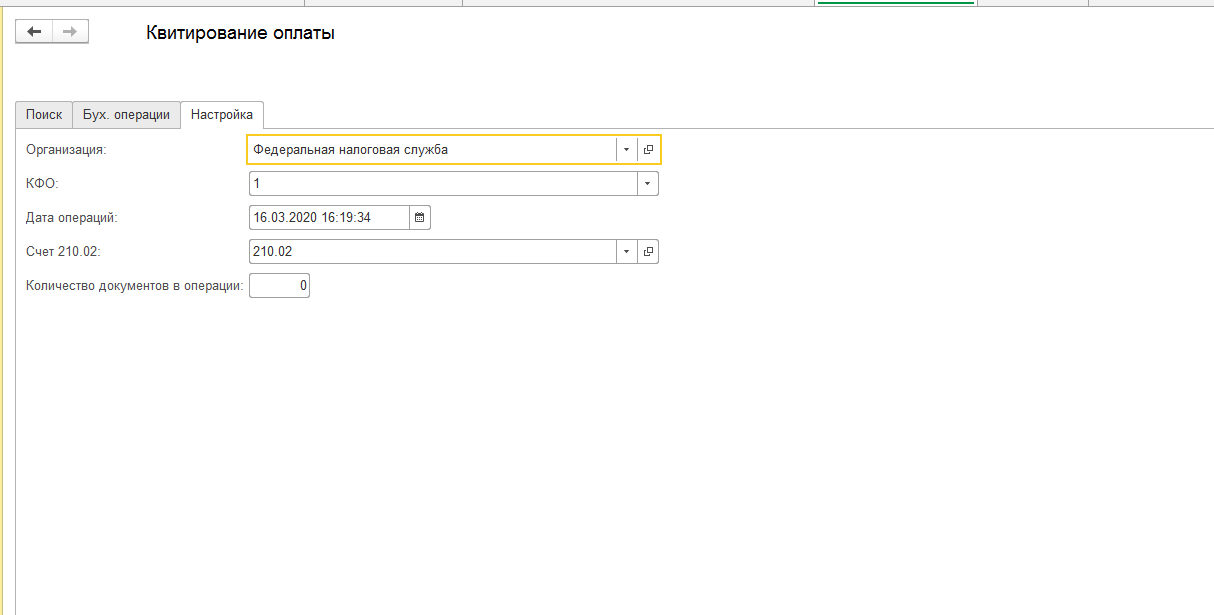 Квитирование оплаты
Поиск Бух. операции Настройка
Организация: Федеральная налоговая служба
КФО: 1
Дата операций: 16.03.2020 16:19:34
Счет 210.02: 210.02
Количество документов в операции: 0